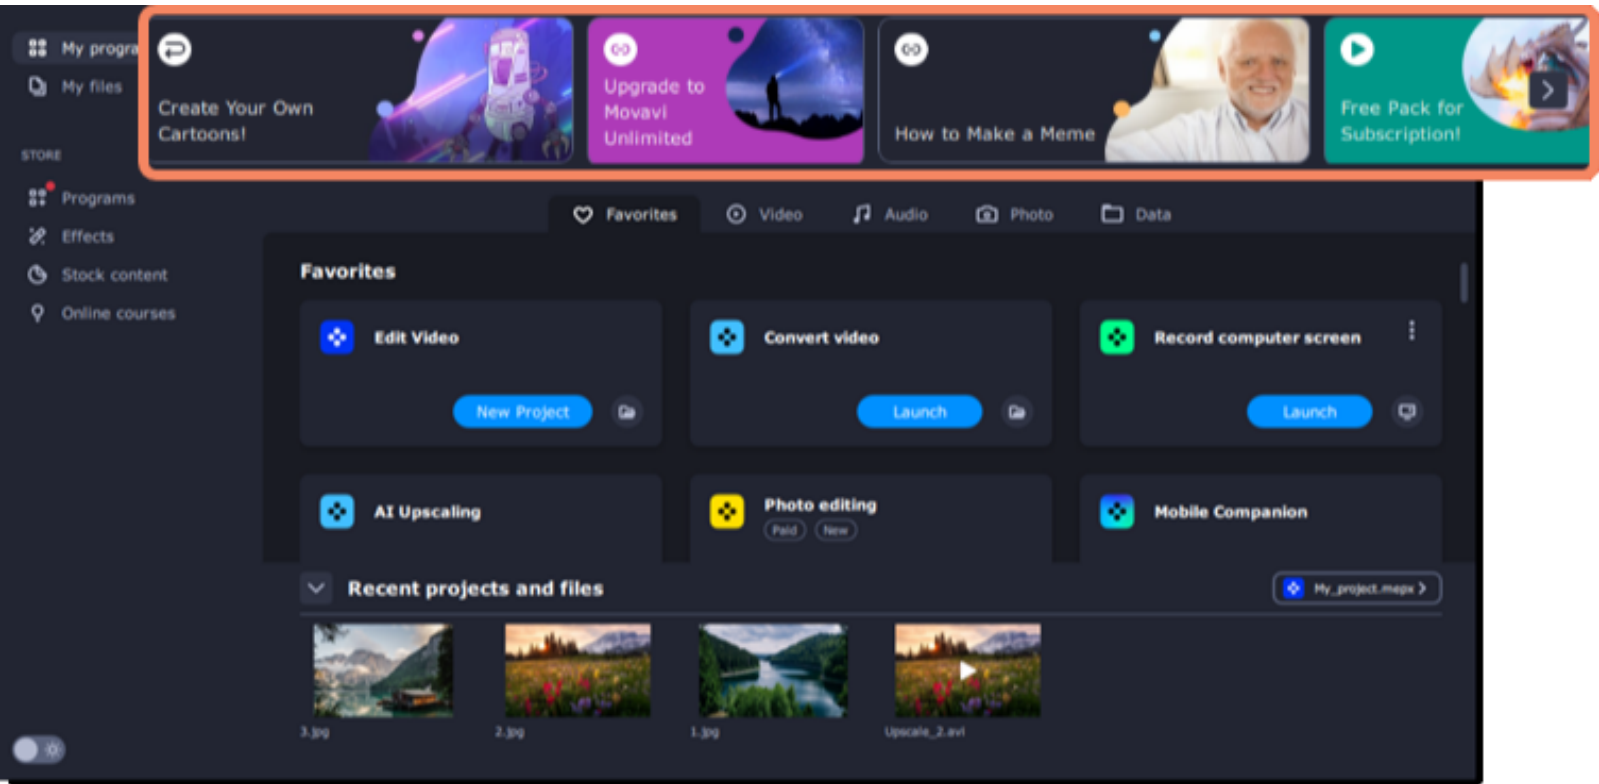 My progra
My files
STORE
Programs
Effects
Stock content
Online courses
Create Your Own
Cartoons!
Upgrade to
Movavi
Unlimited
How to Make a Meme
Free Pack for
Subscription!
Favorites
Video
Audio
Photo
Data
Favorites
Edit Video
New Project
Convert video
Launch
Record computer screen
Launch
AI Upscaling
Photo editing
Paid
New
Mobile Companion
Recent projects and files
My_project.mepx
3.jpg
2.jpg
1.jpg
Upscale_2.avi